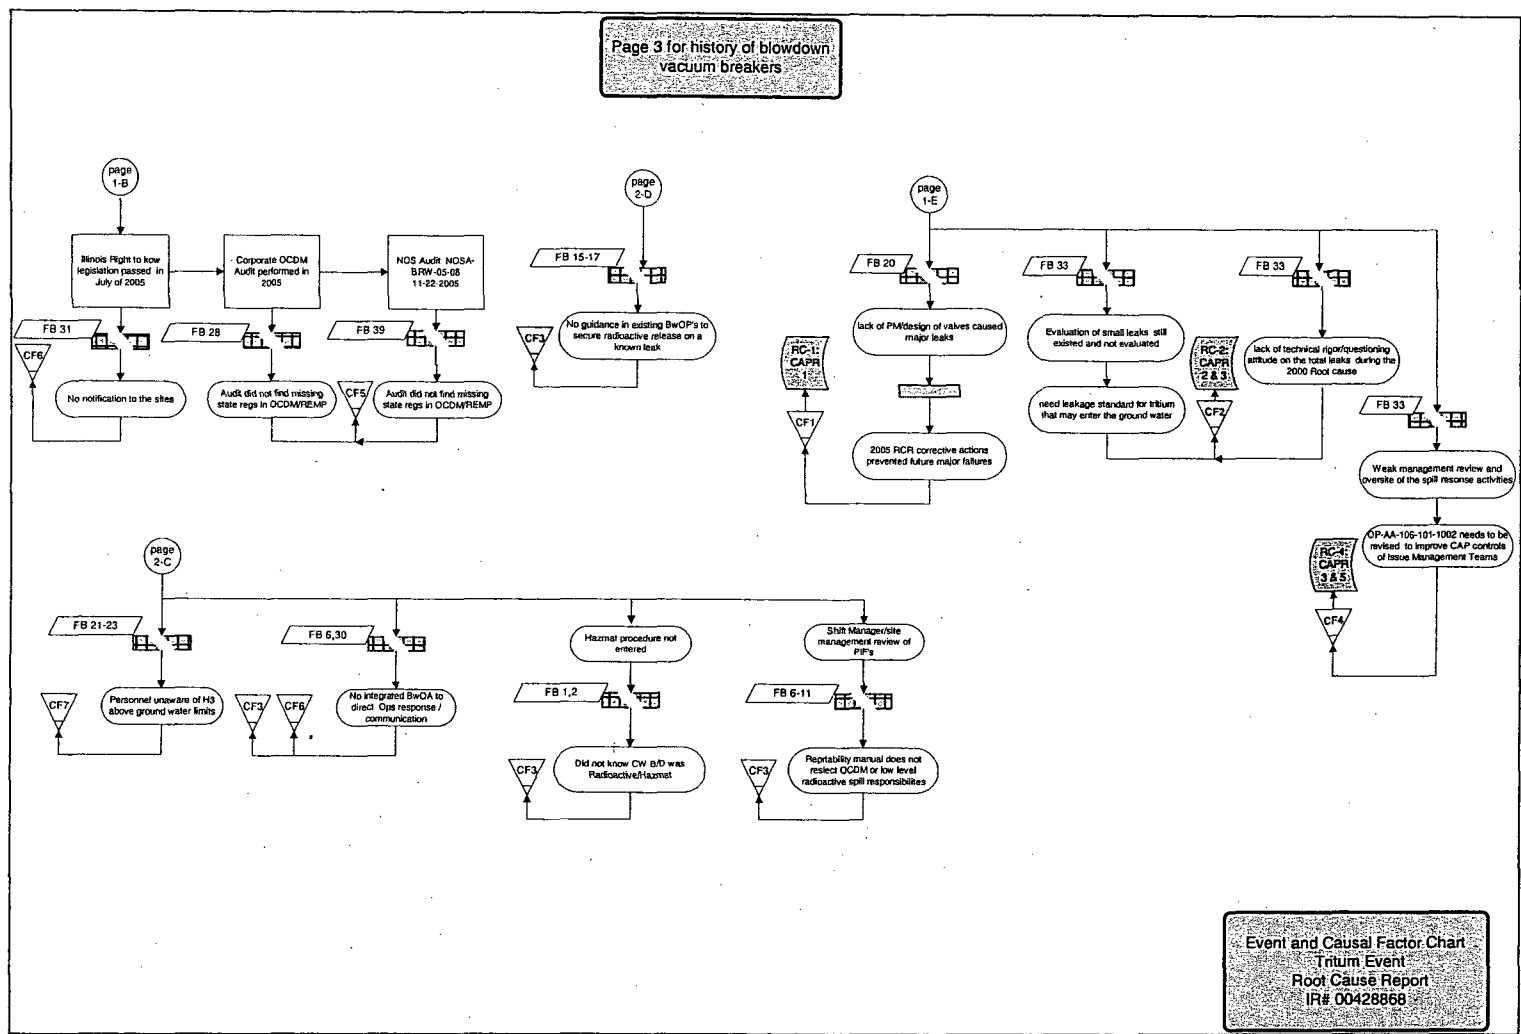 Page 3 for history of blowdown
vacuum breakers
page
1-B
Illinois Right to kow
legislation passed in
July of 2005
Corporate OCDM
Audit performed in
2005
NOS Audit NOSA-
BRW-05-08
11-22-2005
FB 31
FB 28
FB 39
CF6
No notification to the sites
Audit did not find missing
state regs in OCDM/REMP
CF5
Audit did not find missing
state regs in OCDM/REMP
page
2-D
FB 15-17
No guidance in existing BwOP's to
secure radioactive release on a
known leak
CF3
page
1-E
FB 20
lack of PM/design of valves caused
major leaks
RC-1:
CAPR
1
CF1
2005 RCR corrective actions
prevented future major failures
FB 33
Evaluation of small leaks still
existed and not evaluated
need leakage standard for tritium
that may enter the ground water
FB 33
RC-2:
CAPR
2 & 3
CF2
lack of technical rigor/questioning
attitude on the total leaks during the
2000 Root cause
FB 33
Weak management review and
oversite of the spill resonse activities
OP-AA-106-101-1002 needs to be
revised to improve CAP controls
of Issue Management Teams
RC-4:
CAPR
3 & 5
CF4
page
2-C
FB 21-23
Personnel unaware of H3
above ground water limits
CF7
FB 6,30
No integrated BwOA to
direct Ops response /
communication
CF3
CF6
Hazmat procedure not
entered
FB 1,2
Did not know CW B/D was
Radioactive/Hazmat
CF3
Shift Manager/site
management review of
PIF's
FB 6-11
Reprtability manual does not
reslect OCDM or low level
radioactive spill responsibilites
CF3
Event and Causal Factor Chart
Tritum Event
Root Cause Report
IR# 00428868